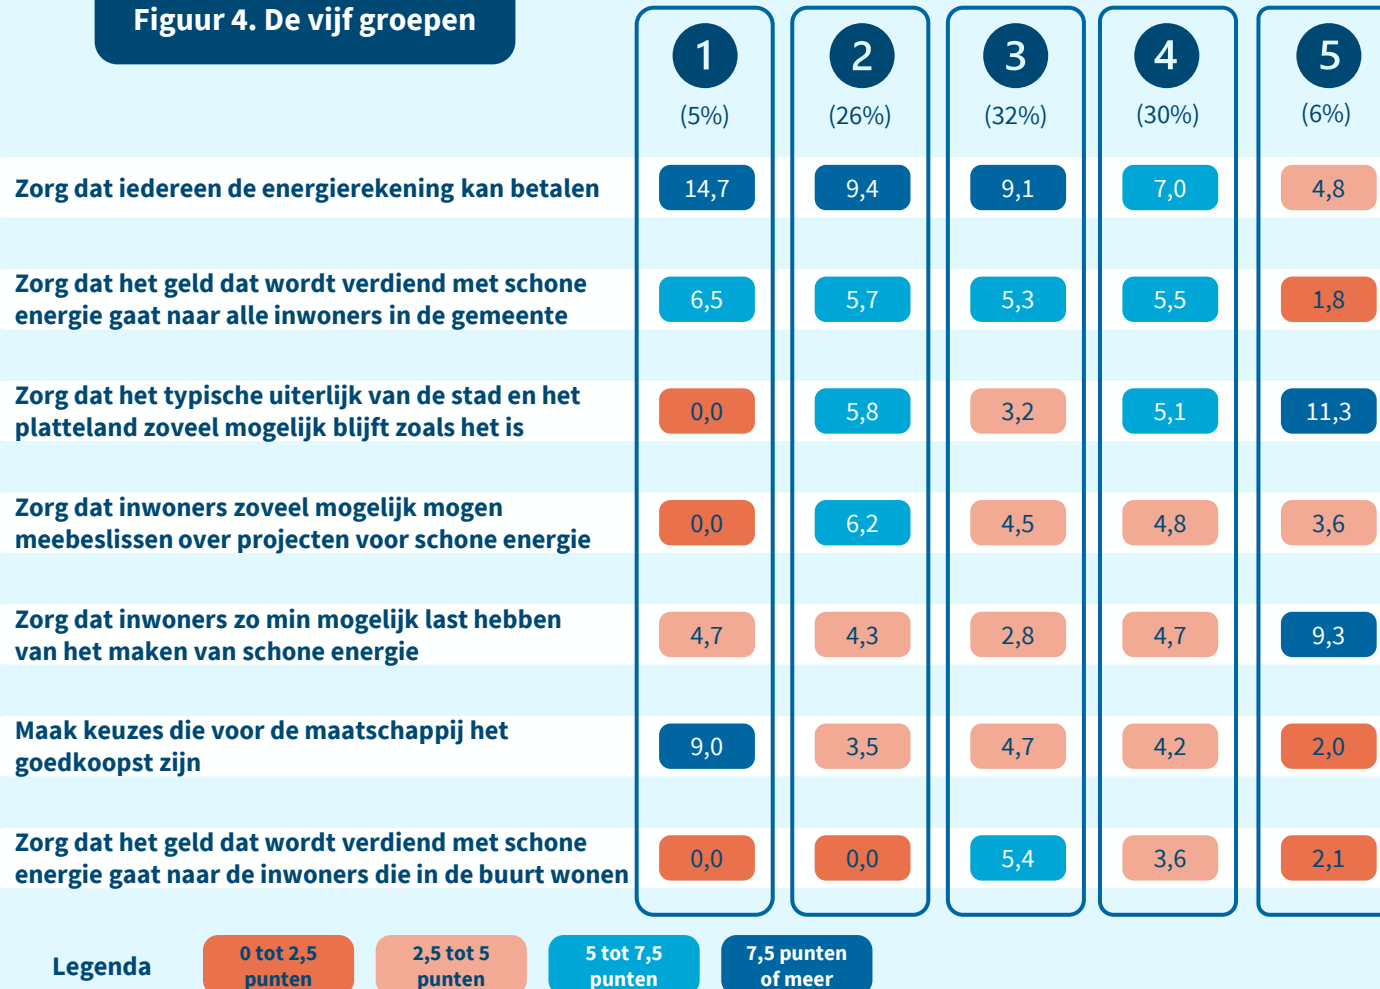 Figuur 4. De vijf groepen
1 2 3 4 5
(5%) (26%) (32%) (30%) (6%)
Zorg dat iedereen de energierekening kan betalen 14,7 9,4 9,1 7,0 4,8
Zorg dat het geld dat wordt verdiend met schone
energie gaat naar alle inwoners in de gemeente 6,5 5,7 5,3 5,5 1,8
Zorg dat het typische uiterlijk van de stad en het
platteland zoveel mogelijk blijft zoals het is 0,0 5,8 3,2 5,1 11,3
Zorg dat inwoners zoveel mogelijk mogen
meebeslissen over projecten voor schone energie 0,0 6,2 4,5 4,8 3,6
Zorg dat inwoners zo min mogelijk last hebben
van het maken van schone energie 4,7 4,3 2,8 4,7 9,3
Maak keuzes die voor de maatschappij het
goedkoopst zijn 9,0 3,5 4,7 4,2 2,0
Zorg dat het geld dat wordt verdiend met schone
energie gaat naar de inwoners die in de buurt wonen 0,0 0,0 5,4 3,6 2,1
Legenda
0 tot 2,5
punten
2,5 tot 5
punten
5 tot 7,5
punten
7,5 punten
of meer